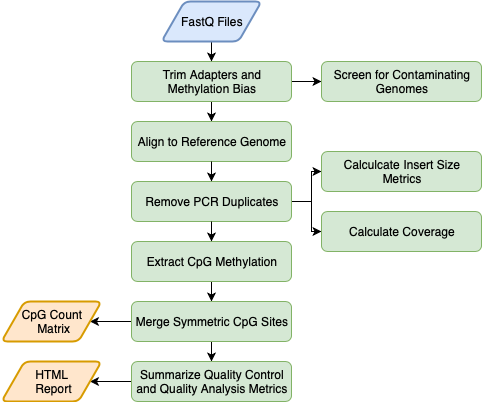 FastQ Files
Trim Adapters and
Methylation Bias
Screen for Contaminating
Genomes
Align to Reference Genome
Calculcate Insert Size
Metrics
Remove PCR Duplicates
Calculate Coverage
Extract CpG Methylation
CpG Count
Matrix
Merge Symmetric CpG Sites
HTML
Report
Summarize Quality Control
and Quality Analysis Metrics